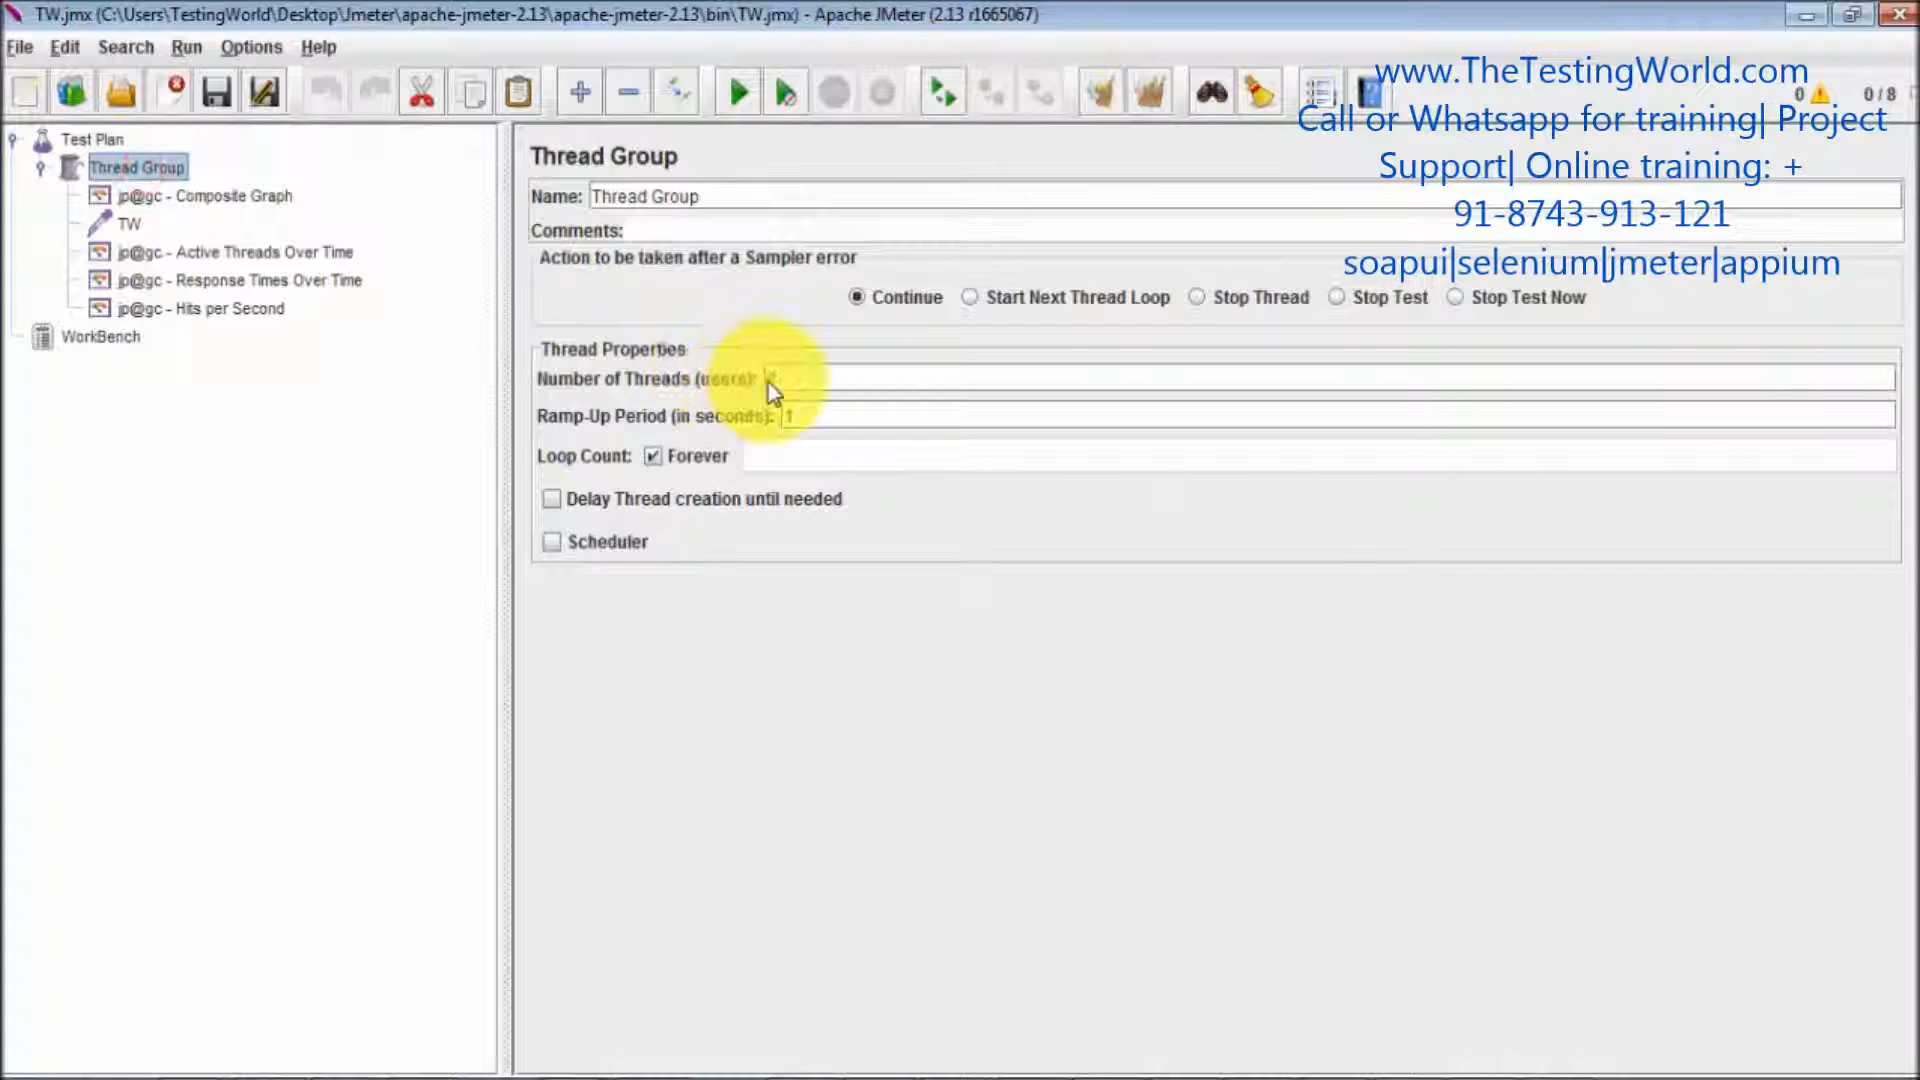 TW.jmx (C:\Users\TestingWorld\Desktop\Jmeter\apache-jmeter-2.13\apache-jmeter-2.13\bin\TW.jmx) - Apache JMeter (2.13 r1665067)
File Edit Search Run Options Help
www.TheTestingWorld.com
0 0 / 8
Call or Whatsapp for training| Project
Support| Online training: +
91-8743-913-121
soapui|selenium|jmeter|appium
Test Plan
Thread Group
jp@gc - Composite Graph
TW
jp@gc - Active Threads Over Time
jp@gc - Response Times Over Time
jp@gc - Hits per Second
WorkBench
Thread Group
Name: Thread Group
Comments:
Action to be taken after a Sampler error
Continue Start Next Thread Loop Stop Thread Stop Test Stop Test Now
Thread Properties
Number of Threads (users):
Ramp-Up Period (in seconds): 1
Loop Count: Forever
Delay Thread creation until needed
Scheduler